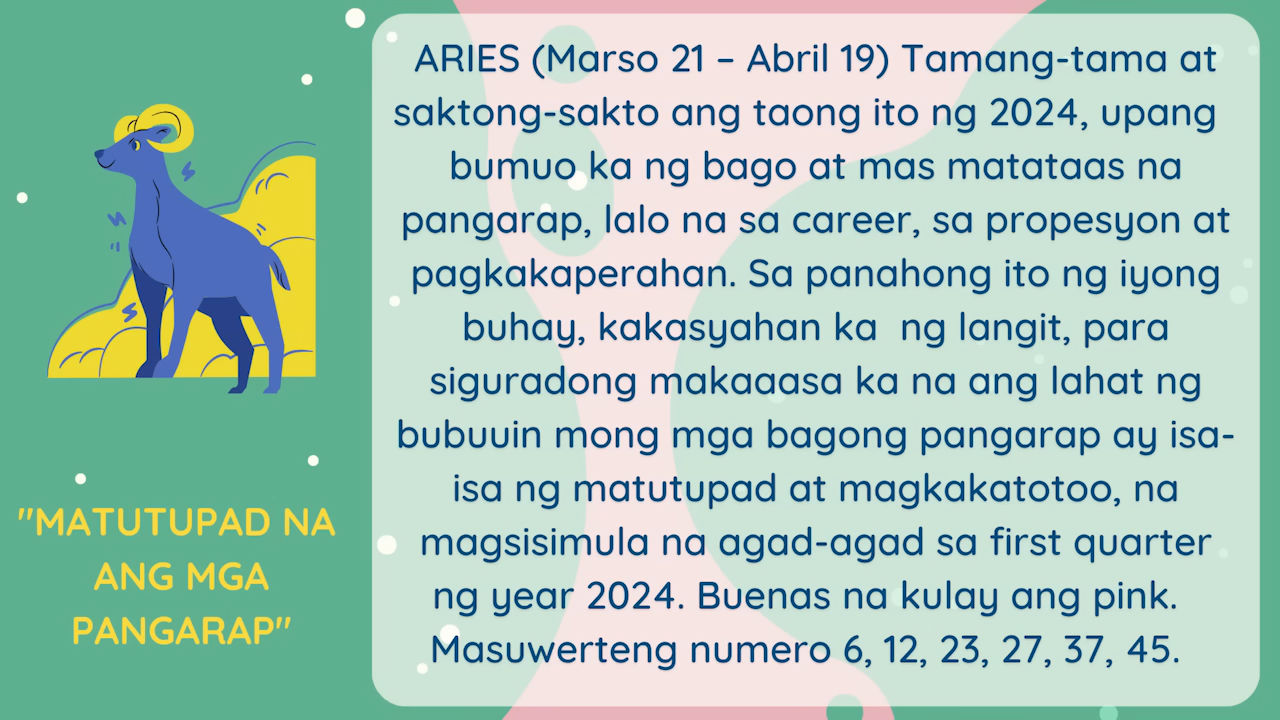 ARIES (Marso 21 – Abril 19) Tamang-tama at
saktong-sakto ang taong ito ng 2024, upang
bumuo ka ng bago at mas matataas na
pangarap, lalo na sa career, sa propesyon at
pagkakaperahan. Sa panahong ito ng iyong
buhay, kakasyahan ka ng langit, para
siguradong makaaasa ka na ang lahat ng
bubuuin mong mga bagong pangarap ay isa-
isa ng matutupad at magkakatotoo, na
magsisimula na agad-agad sa first quarter
ng year 2024. Buenas na kulay ang pink.
Masuwerteng numero 6, 12, 23, 27, 37, 45.
"MATUTUPAD NA
ANG MGA
PANGARAP"